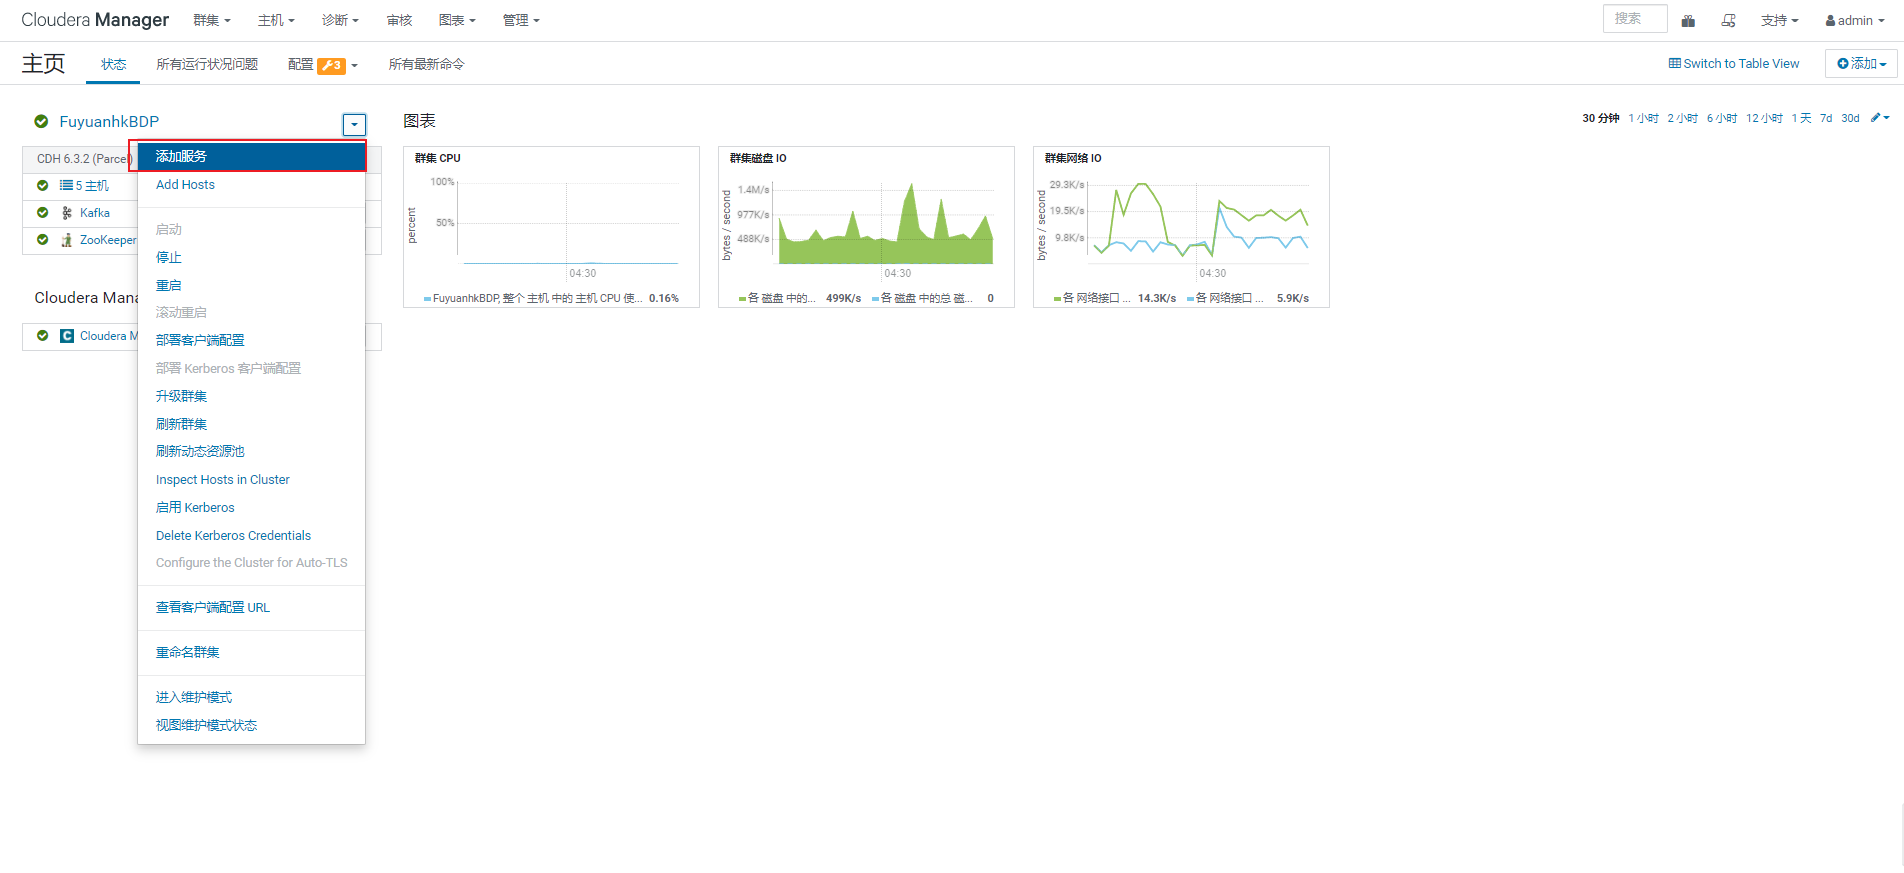 Cloudera Manager 群集 主机 诊断 审核 图表 管理 搜索 支持 admin
主页 状态 所有运行状况问题 配置 3 所有最新命令 Switch to Table View 添加
FuyuanhkBDP
CDH 6.3.2 (Parcel)
5 主机
Kafka
ZooKeeper
Cloudera Mana
Cloudera M
添加服务
Add Hosts
启动
停止
重启
滚动重启
部署客户端配置
部署 Kerberos 客户端配置
升级群集
刷新群集
刷新动态资源池
Inspect Hosts in Cluster
启用 Kerberos
Delete Kerberos Credentials
Configure the Cluster for Auto-TLS
查看客户端配置 URL
重命名群集
进入维护模式
视图维护模式状态
图表
30 分钟 1 小时 2 小时 6 小时 12 小时 1 天 7d 30d
群集 CPU
percent
100%
50%
04:30
FuyuanhkBDP, 整个 主机 中的 主机 CPU 使... 0.16%
群集磁盘 IO
bytes / second
1.4M/s
977K/s
488K/s
04:30
各 磁盘 中的... 499K/s 各 磁盘 中的总 磁... 0
群集网络 IO
bytes / second
29.3K/s
19.5K/s
9.8K/s
04:30
各 网络接口 ... 14.3K/s 各 网络接口 ... 5.9K/s